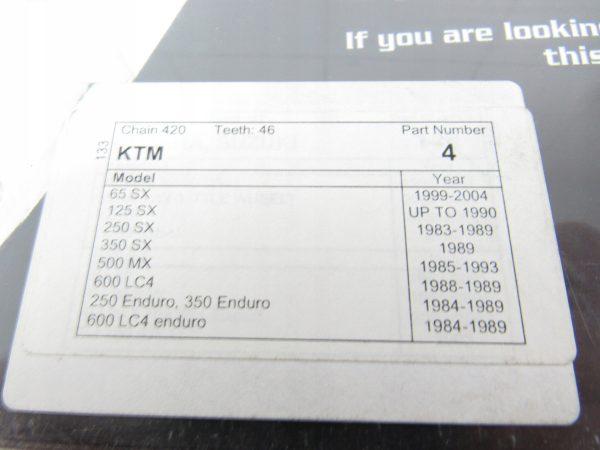 If you are looking
this
133
Chain 420 Teeth: 46 Part Number
KTM 4
Model Year
65 SX 1999-2004
125 SX UP TO 1990
250 SX 1983-1989
350 SX 1989
500 MX 1985-1993
600 LC4 1988-1989
250 Enduro, 350 Enduro 1984-1989
600 LC4 enduro 1984-1989